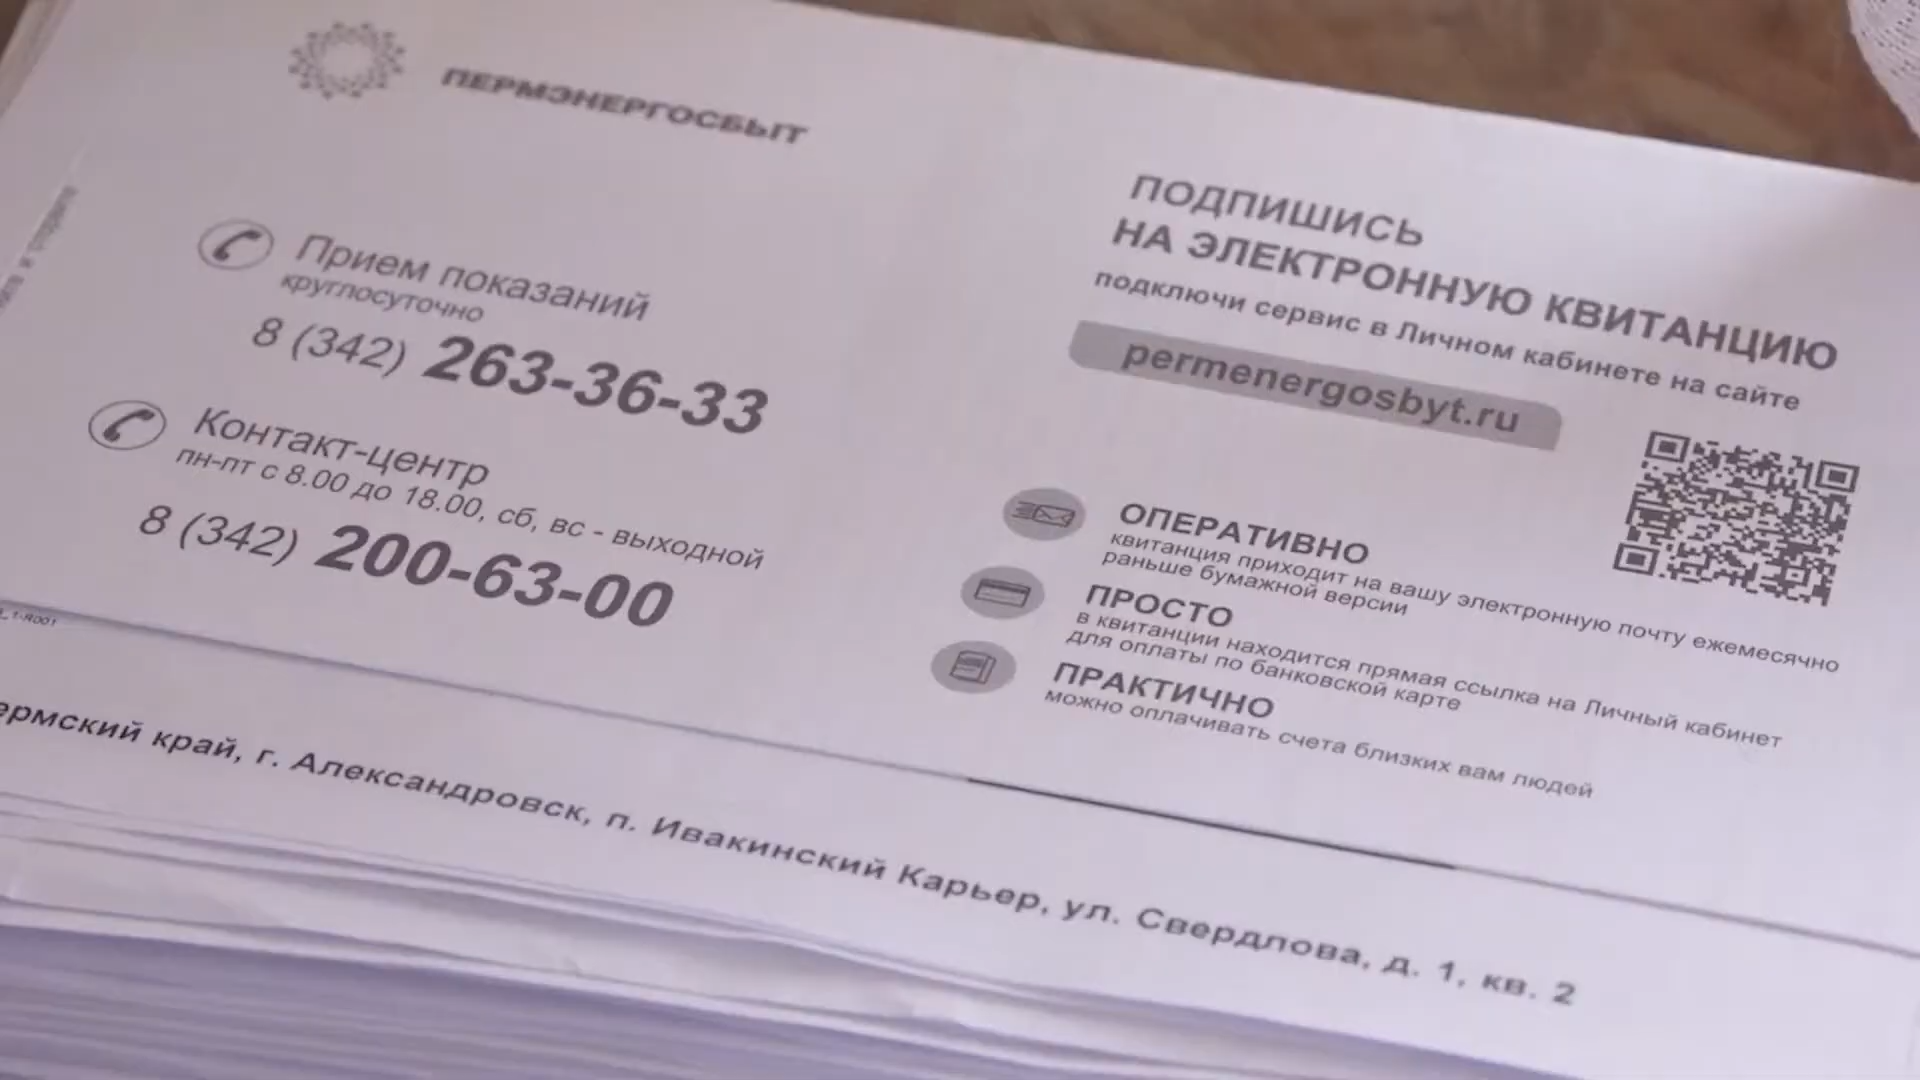 ПЕРМЭНЕРГОСБЫТ
Прием показаний
круглосуточно
8 (342) 263-36-33
Контакт-центр
пн-пт с 8.00 до 18.00, сб, вс - выходной
8 (342) 200-63-00
ПОДПИШИСЬ
НА ЭЛЕКТРОННУЮ КВИТАНЦИЮ
подключи сервис в Личном кабинете на сайте
permenergosbyt.ru
ОПЕРАТИВНО
квитанция приходит на вашу электронную почту ежемесячно
раньше бумажной версии
ПРОСТО
в квитанции находится прямая ссылка на Личный кабинет
для оплаты по банковской карте
ПРАКТИЧНО
можно оплачивать счета близких вам людей
ермский край, г. Александровск, п. Ивакинский Карьер, ул. Свердлова, д. 1, кв. 2